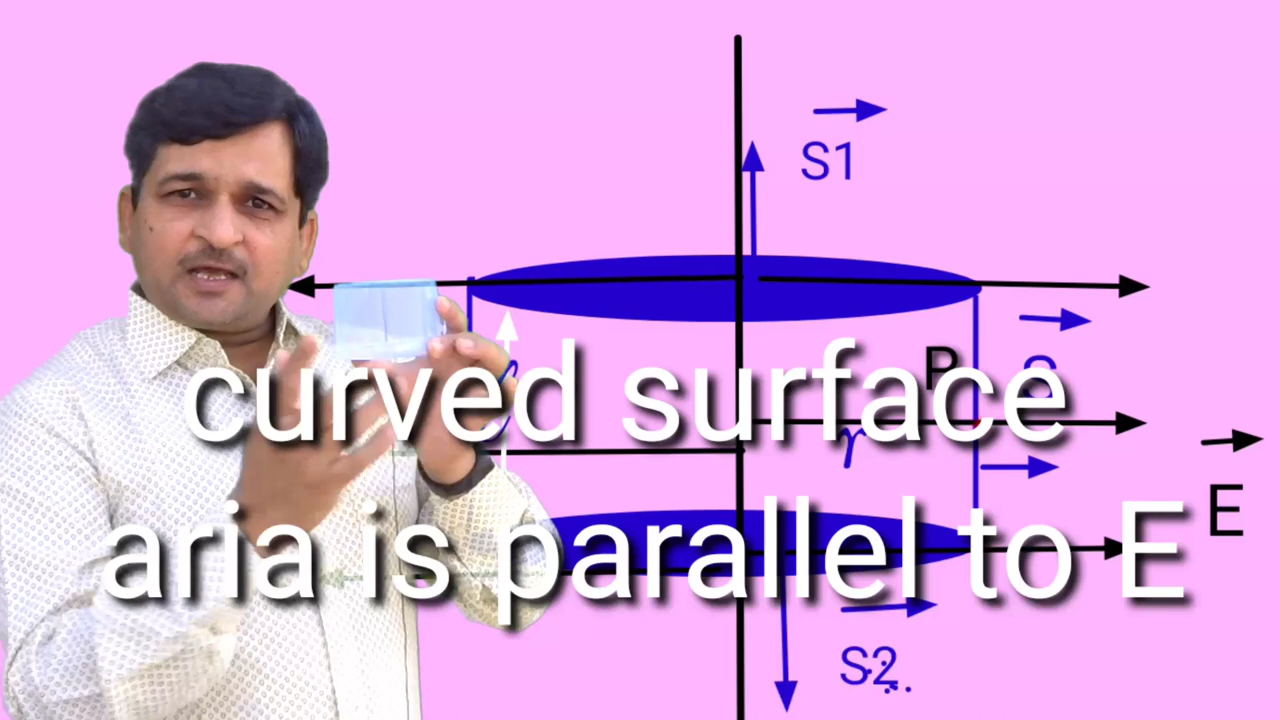 S1
P
S
curved surface
r
E
aria is parallel to E
S2